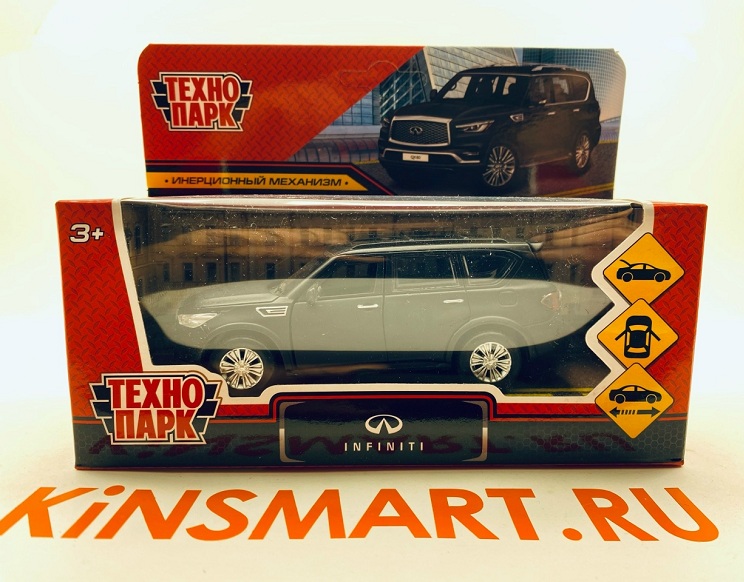 ТЕХНО
ПАРК
• ИНЕРЦИОННЫЙ МЕХАНИЗМ •
3+
ТЕХНО
ПАРК
INFINITI
KiNSMART.RU